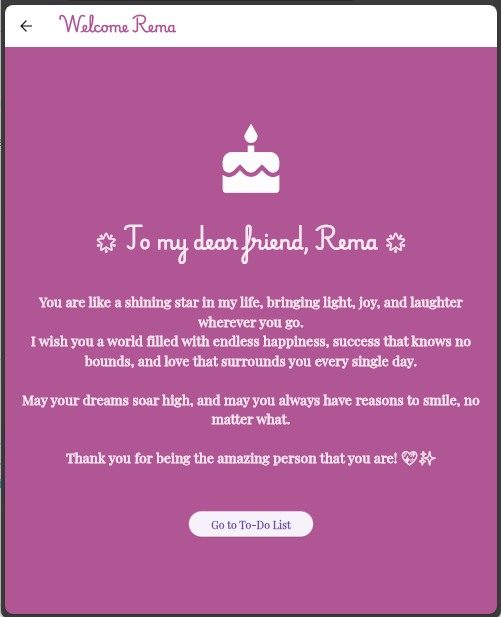 Welcome Rema
🌟 To my dear friend, Rema 🌟
You are like a shining star in my life, bringing light, joy, and laughter
wherever you go.
I wish you a world filled with endless happiness, success that knows no
bounds, and love that surrounds you every single day.
May your dreams soar high, and may you always have reasons to smile, no
matter what.
Thank you for being the amazing person that you are! 💖✨
Go to To-Do List